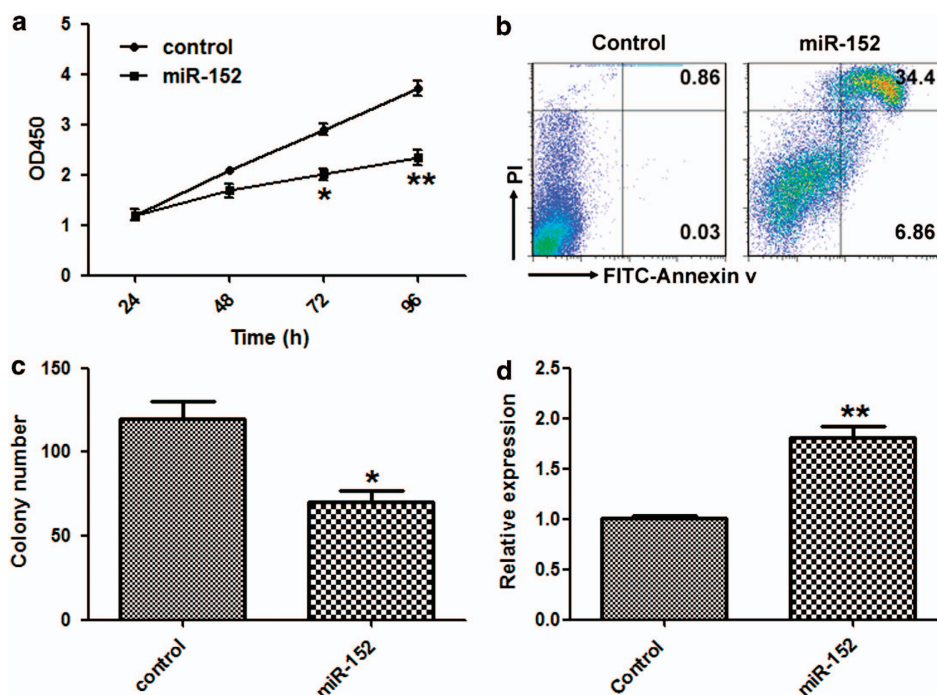 a
control
miR-152
OD450
5
4
3
2
1
0
*
**
24
48
72
96
Time (h)
b
Control
miR-152
0.86
0.03
34.4
6.86
PI
FITC-Annexin v
c
Colony number
150
100
50
0
*
control
miR-152
d
Relative expression
2.5
2.0
1.5
1.0
0.5
0.0
**
Control
miR-152